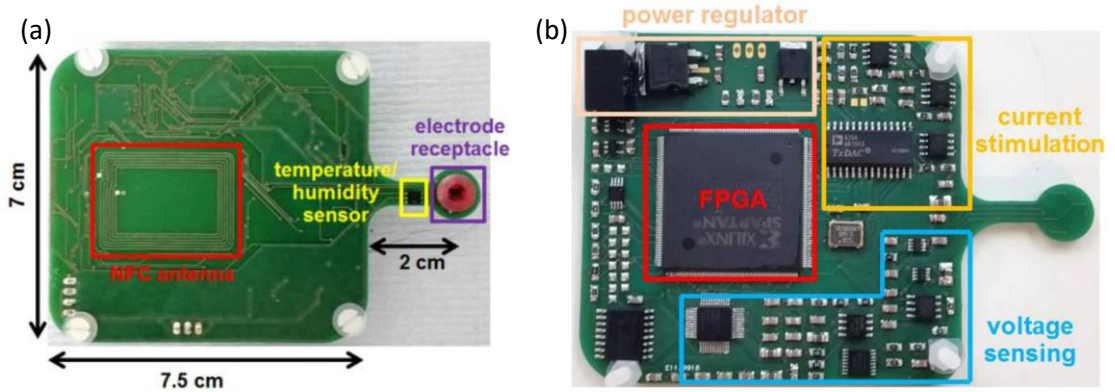 (a)
7 cm
NFC antenna
temperature/
humidity
sensor
electrode
receptacle
2 cm
7.5 cm
(b)
power regulator
current
stimulation
TxDAC®
FPGA
XILINX®
SPARTAN®
voltage
sensing